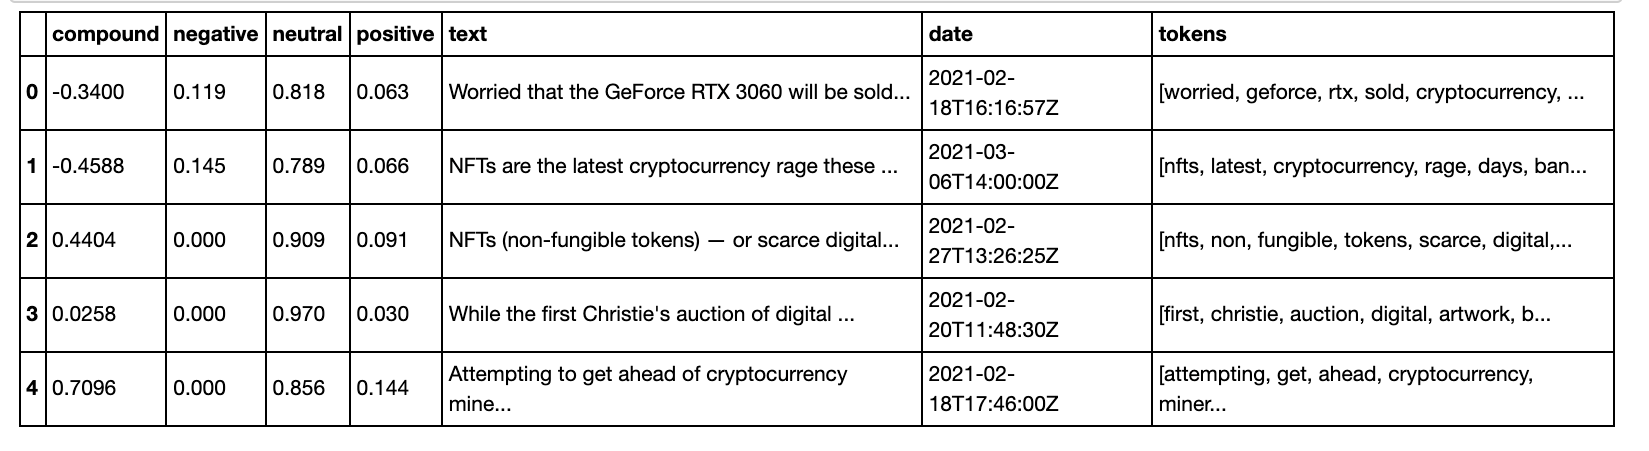 compound negative neutral positive text date tokens
0 -0.3400 0.119 0.818 0.063 Worried that the GeForce RTX 3060 will be sold... 2021-02-18T16:16:57Z [worried, geforce, rtx, sold, cryptocurrency, ...
1 -0.4588 0.145 0.789 0.066 NFTs are the latest cryptocurrency rage these ... 2021-03-06T14:00:00Z [nfts, latest, cryptocurrency, rage, days, ban...
2 0.4404 0.000 0.909 0.091 NFTs (non-fungible tokens) — or scarce digital... 2021-02-27T13:26:25Z [nfts, non, fungible, tokens, scarce, digital,...
3 0.0258 0.000 0.970 0.030 While the first Christie's auction of digital ... 2021-02-20T11:48:30Z [first, christie, auction, digital, artwork, b...
4 0.7096 0.000 0.856 0.144 Attempting to get ahead of cryptocurrency mine... 2021-02-18T17:46:00Z [attempting, get, ahead, cryptocurrency, miner...